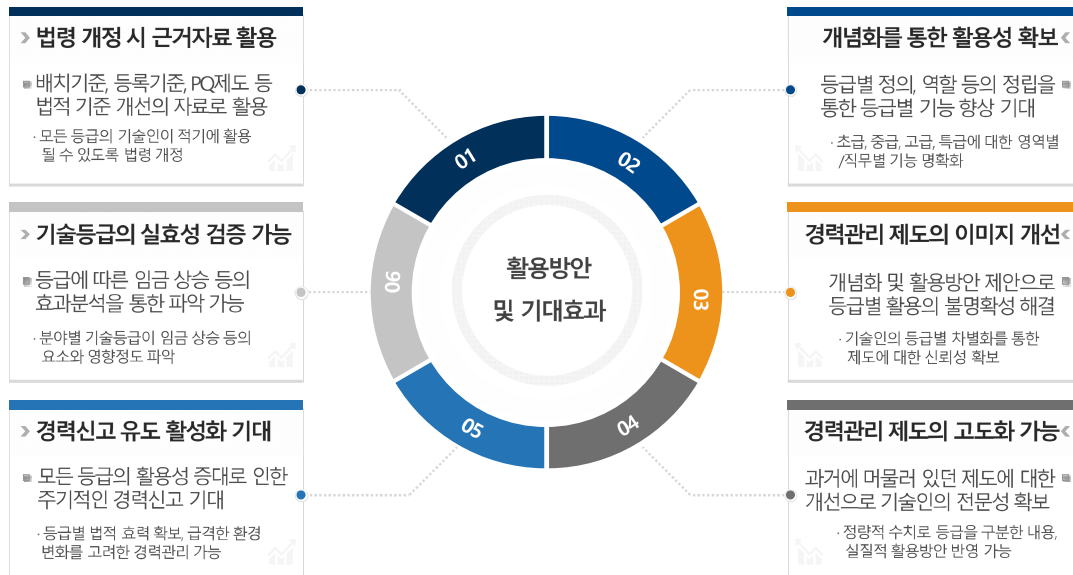 법령 개정 시 근거자료 활용
배치기준, 등록기준, PQ제도 등
법적 기준 개선의 자료로 활용
· 모든 등급의 기술인이 적기에 활용
될 수 있도록 법령 개정
개념화를 통한 활용성 확보
등급별 정의, 역할 등의 정립을
통한 등급별 기능 향상 기대
· 초급, 중급, 고급, 특급에 대한 영역별
/직무별 기능 명확화
기술등급의 실효성 검증 가능
등급에 따른 임금 상승 등의
효과분석을 통한 파악 가능
· 분야별 기술등급이 임금 상승 등의
요소와 영향정도 파악
01
02
03
04
05
06
활용방안
및 기대효과
경력관리 제도의 이미지 개선
개념화 및 활용방안 제안으로
등급별 활용의 불명확성 해결
· 기술인의 등급별 차별화를 통한
제도에 대한 신뢰성 확보
경력신고 유도 활성화 기대
모든 등급의 활용성 증대로 인한
주기적인 경력신고 기대
· 등급별 법적 효력 확보, 급격한 환경
변화를 고려한 경력관리 가능
경력관리 제도의 고도화 가능
과거에 머물러 있던 제도에 대한
개선으로 기술인의 전문성 확보
· 정량적 수치로 등급을 구분한 내용,
실질적 활용방안 반영 가능